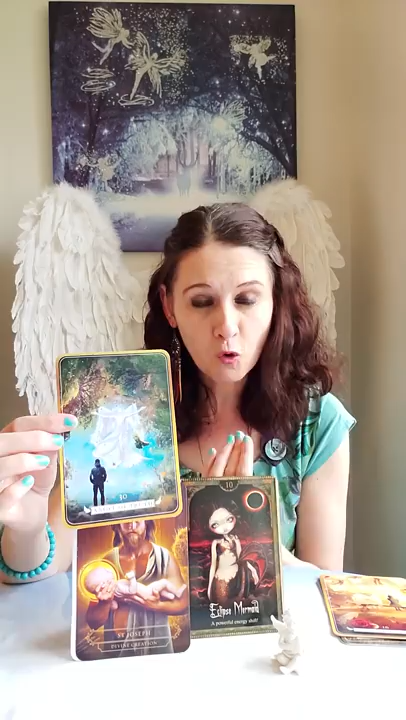 10
10
Eclipse Mermaid
A powerful energy shift!
ST JOSEPH
DIVINE CREATION